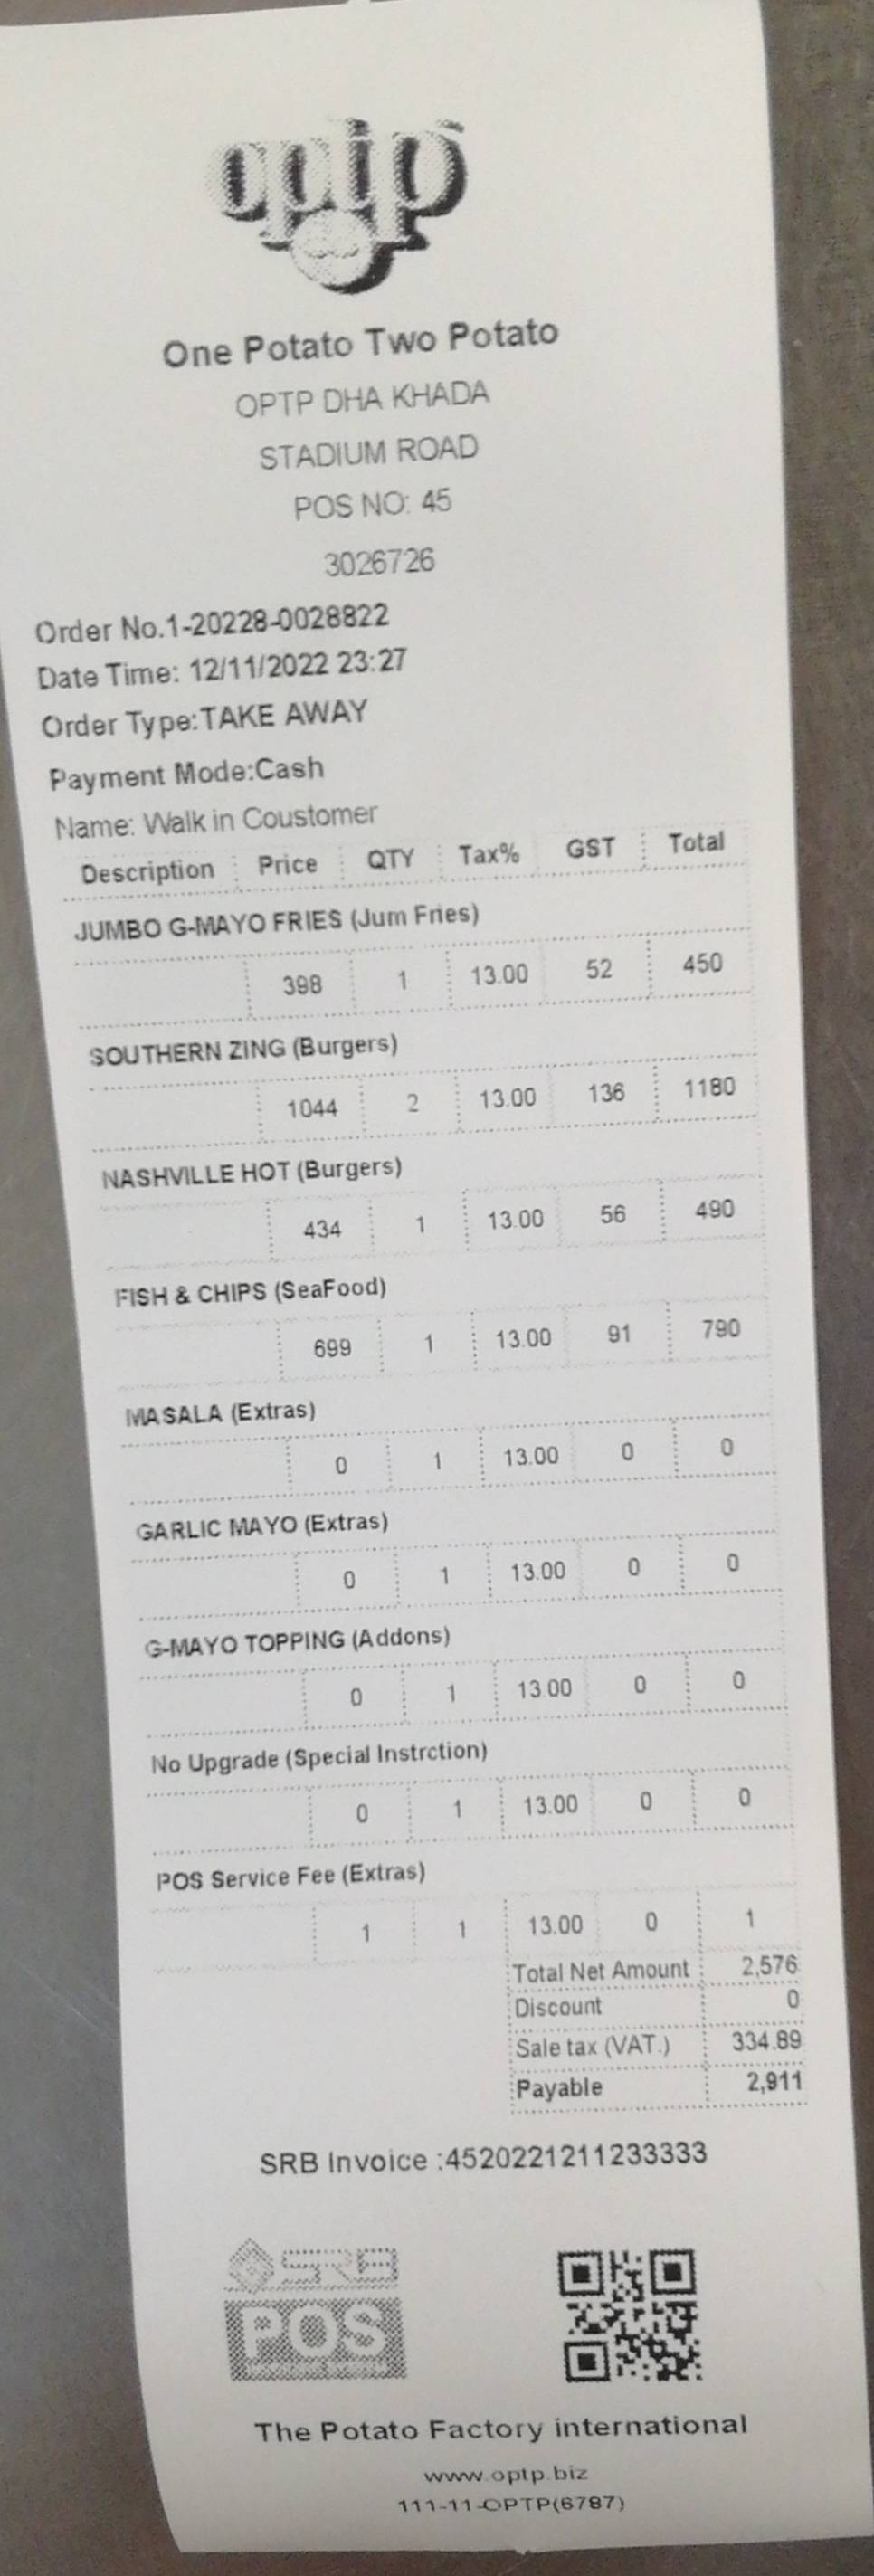 optp
One Potato Two Potato
OPTP DHA KHADA
STADIUM ROAD
POS NO: 45
3026726
Order No.1-20228-0028822
Date Time: 12/11/2022 23:27
Order Type:TAKE AWAY
Payment Mode:Cash
Name: Walk in Coustomer
Description Price QTY Tax% GST Total
JUMBO G-MAYO FRIES (Jum Fries)
398 1 13.00 52 450
SOUTHERN ZING (Burgers)
1044 2 13.00 136 1180
NASHVILLE HOT (Burgers)
434 1 13.00 56 490
FISH & CHIPS (SeaFood)
699 1 13.00 91 790
MASALA (Extras)
0 1 13.00 0 0
GARLIC MAYO (Extras)
0 1 13.00 0 0
G-MAYO TOPPING (Addons)
0 1 13.00 0 0
No Upgrade (Special Instrction)
0 1 13.00 0 0
POS Service Fee (Extras)
1 1 13.00 0 1
Total Net Amount 2,576
Discount 0
Sale tax (VAT.) 334.89
Payable 2,911
SRB Invoice :4520221211233333
SRB
POS
The Potato Factory international
www.optp.biz
111-11-OPTP(6787)